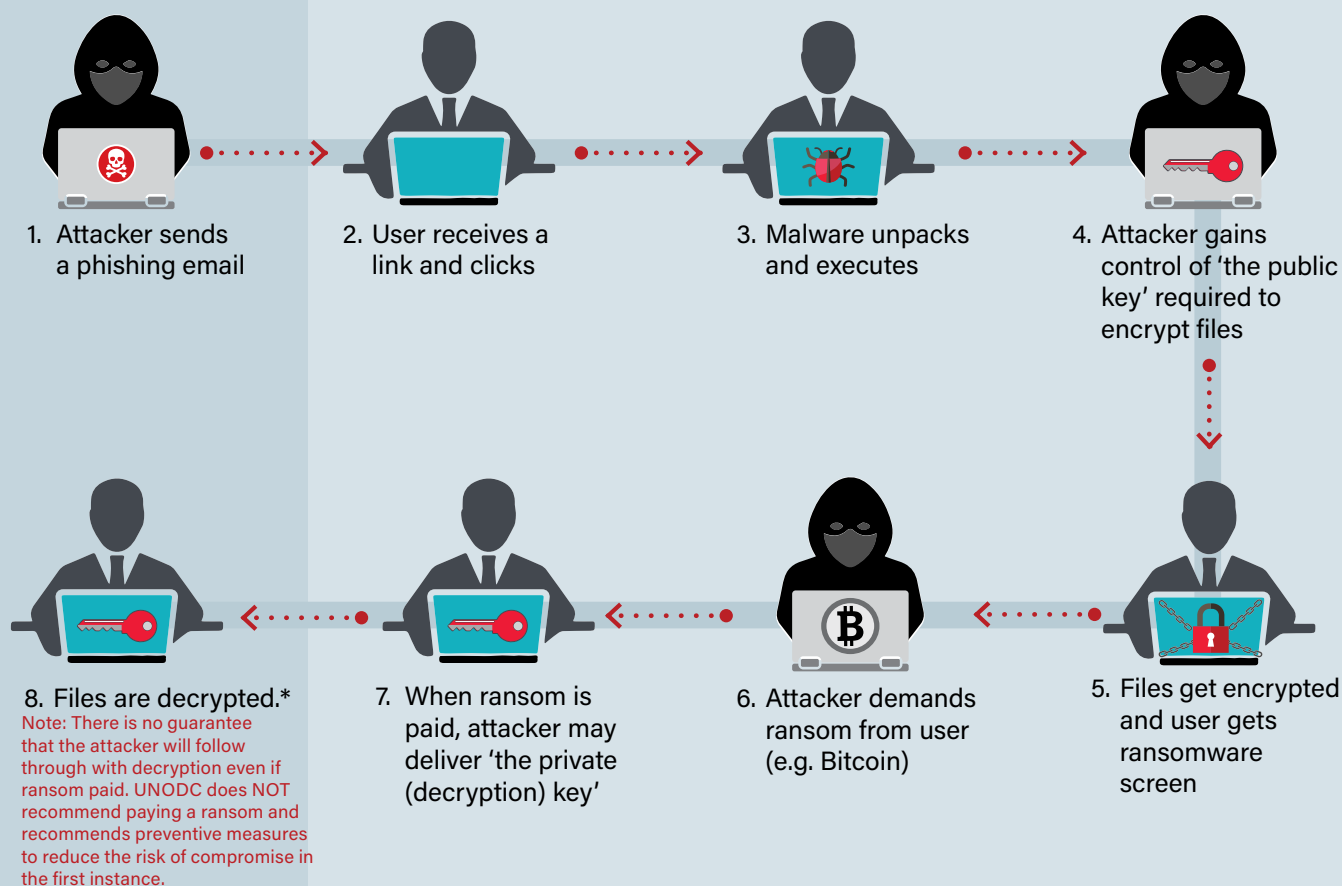 1. Attacker sends
a phishing email
2. User receives a
link and clicks
3. Malware unpacks
and executes
4. Attacker gains
control of ‘the public
key’ required to
encrypt files
5. Files get encrypted
and user gets
ransomware
screen
6. Attacker demands
ransom from user
(e.g. Bitcoin)
7. When ransom is
paid, attacker may
deliver ‘the private
(decryption) key’
8. Files are decrypted.*
Note: There is no guarantee
that the attacker will follow
through with decryption even if
ransom paid. UNODC does NOT
recommend paying a ransom and
recommends preventive measures
to reduce the risk of compromise in
the first instance.